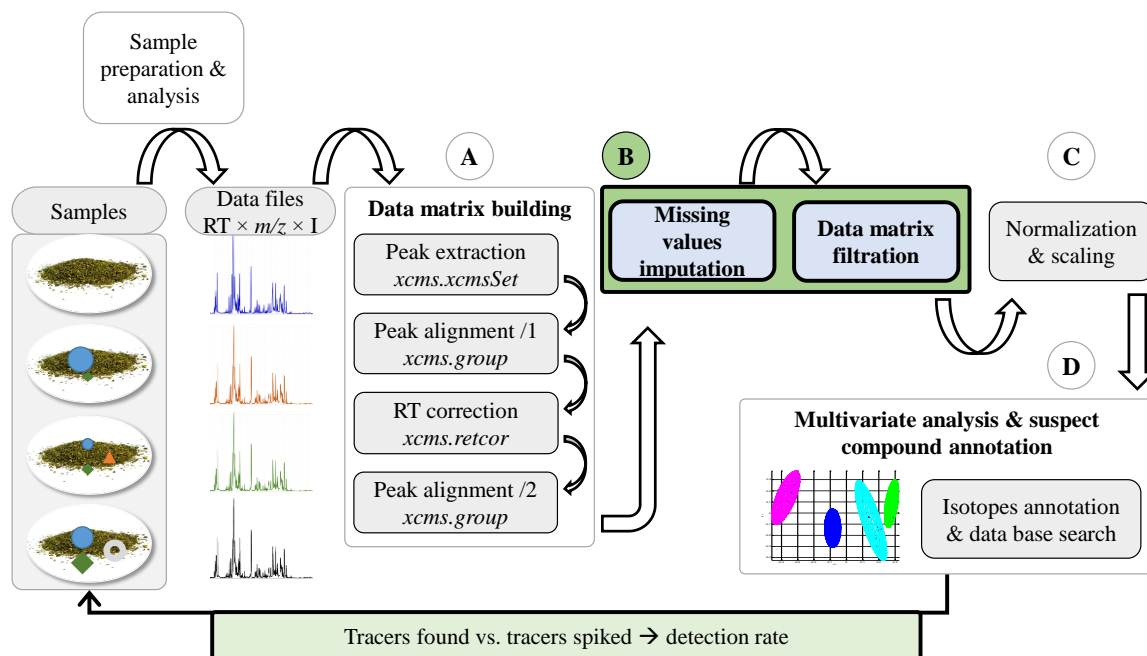 Sample
preparation &
analysis
A
B
C
Samples
Data files
RT × m/z × I
Data matrix building
Peak extraction
xcms.xcmsSet
Peak alignment /1
xcms.group
RT correction
xcms.retcor
Peak alignment /2
xcms.group
Missing
values
imputation
Data matrix
filtration
Normalization
& scaling
D
Multivariate analysis & suspect
compound annotation
Isotopes annotation
& data base search
Tracers found vs. tracers spiked → detection rate